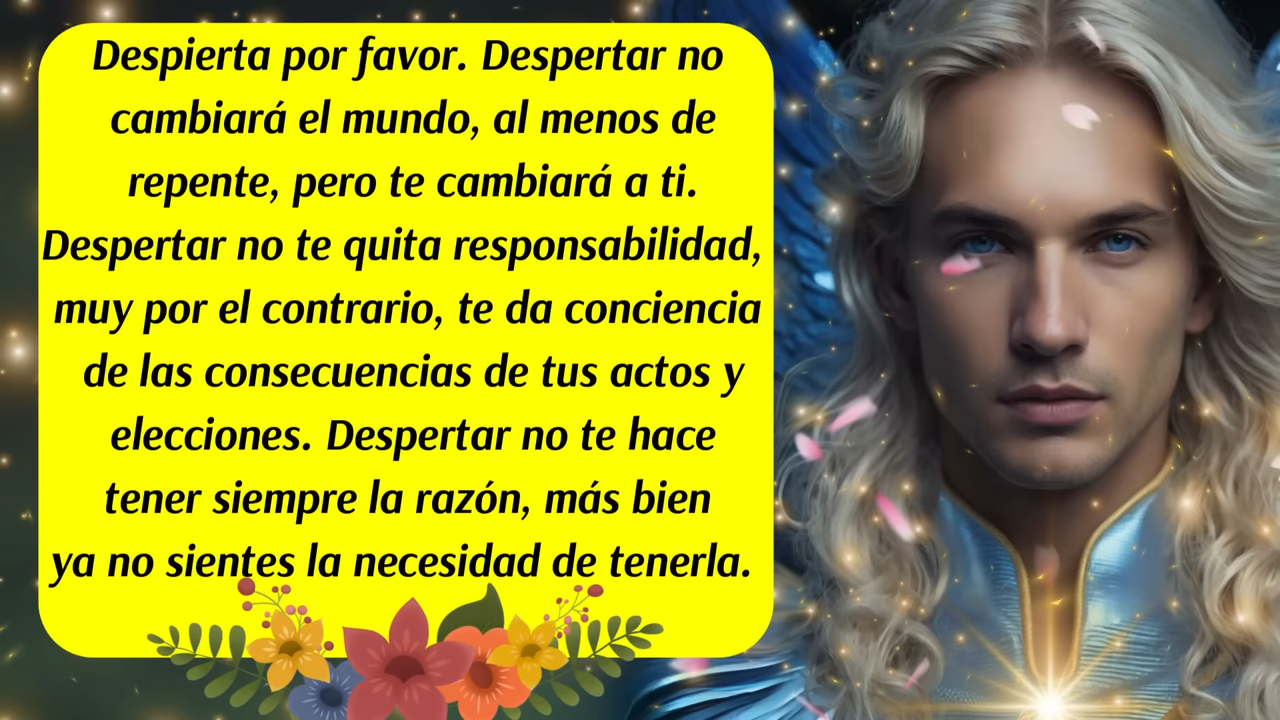 Despierta por favor. Despertar no
cambiará el mundo, al menos de
repente, pero te cambiará a ti.
Despertar no te quita responsabilidad,
muy por el contrario, te da conciencia
de las consecuencias de tus actos y
elecciones. Despertar no te hace
tener siempre la razón, más bien
ya no sientes la necesidad de tenerla.